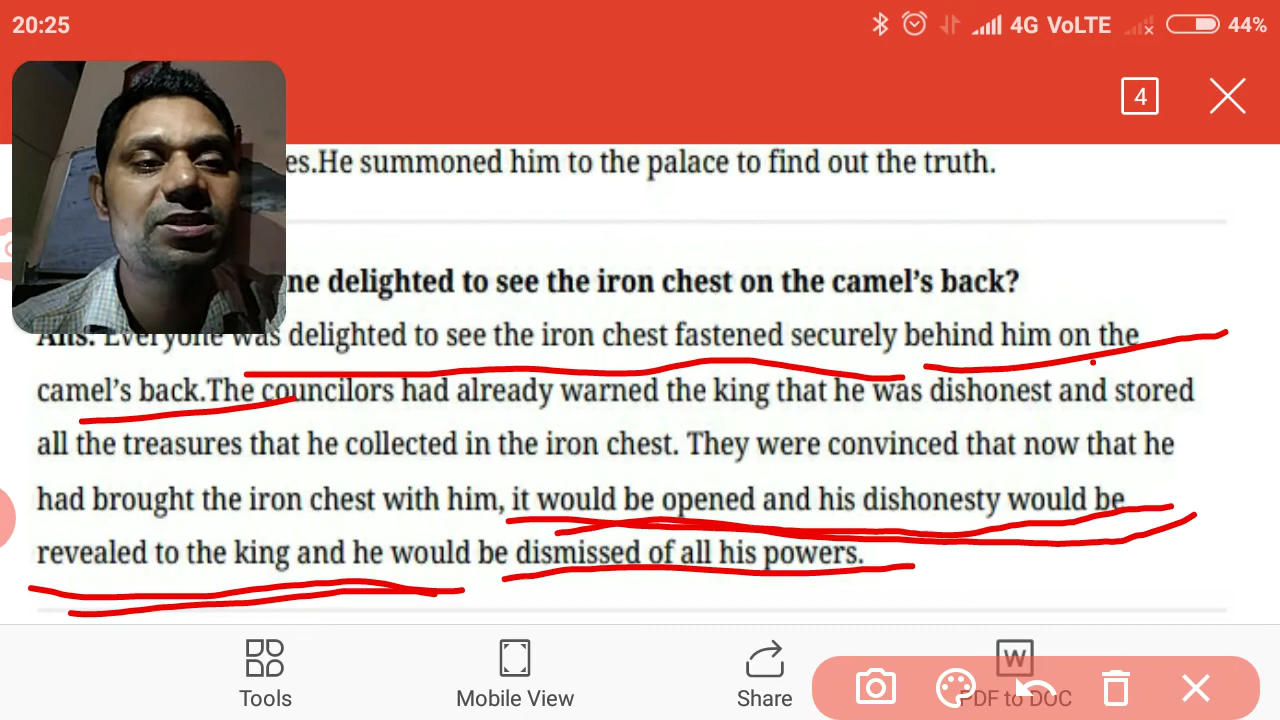 20:25
4G VoLTE
44%
4
es.He summoned him to the palace to find out the truth.
ne delighted to see the iron chest on the camel's back?
Ans. Everyone was delighted to see the iron chest fastened securely behind him on the
camel's back.The councilors had already warned the king that he was dishonest and stored
all the treasures that he collected in the iron chest. They were convinced that now that he
had brought the iron chest with him, it would be opened and his dishonesty would be
revealed to the king and he would be dismissed of all his powers.
W
Tools
Mobile View
Share
PDF to DOC